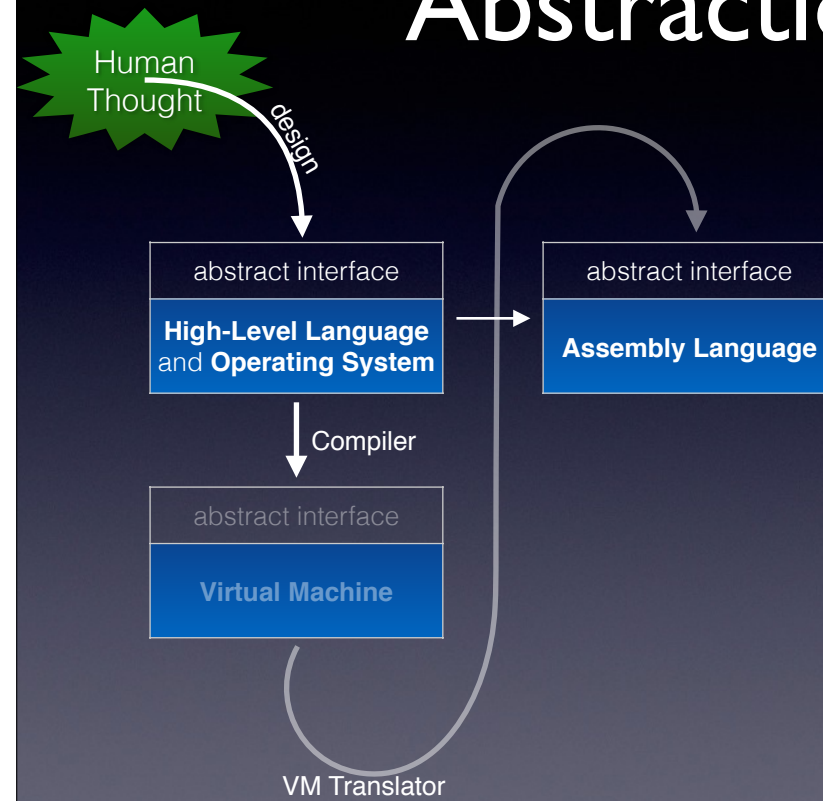 Abstractio
Human
Thought
design
abstract interface
High-Level Language
and Operating System
abstract interface
Assembly Language
Compiler
abstract interface
Virtual Machine
VM Translator